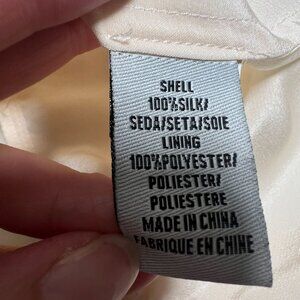 SHELL
100%SILK/
SEDA/SETA/SOIE
LINING
100%POLYESTER/
POLIESTER/
POLIESTERE
MADE IN CHINA
FABRIQUE EN CHINE